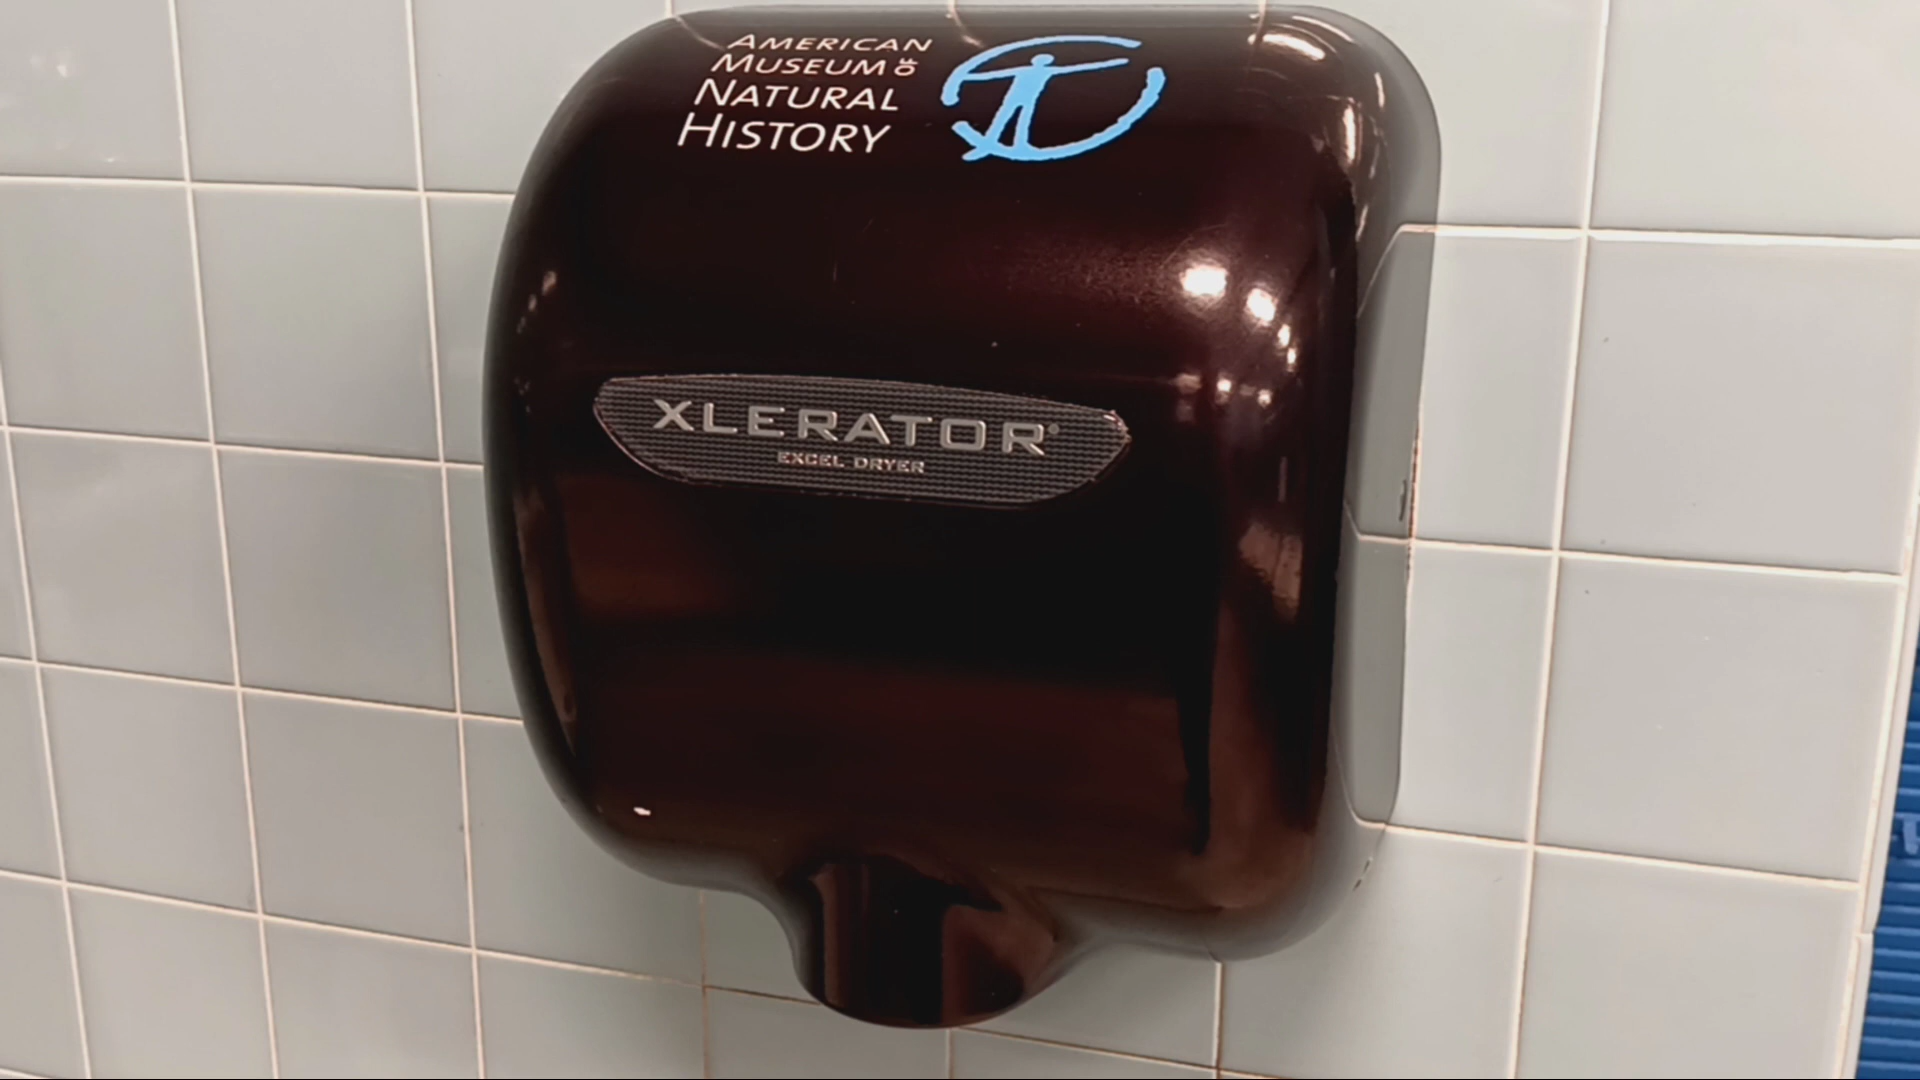 AMERICAN
MUSEUM OF
NATURAL
HISTORY
XLERATOR®
EXCEL DRYER